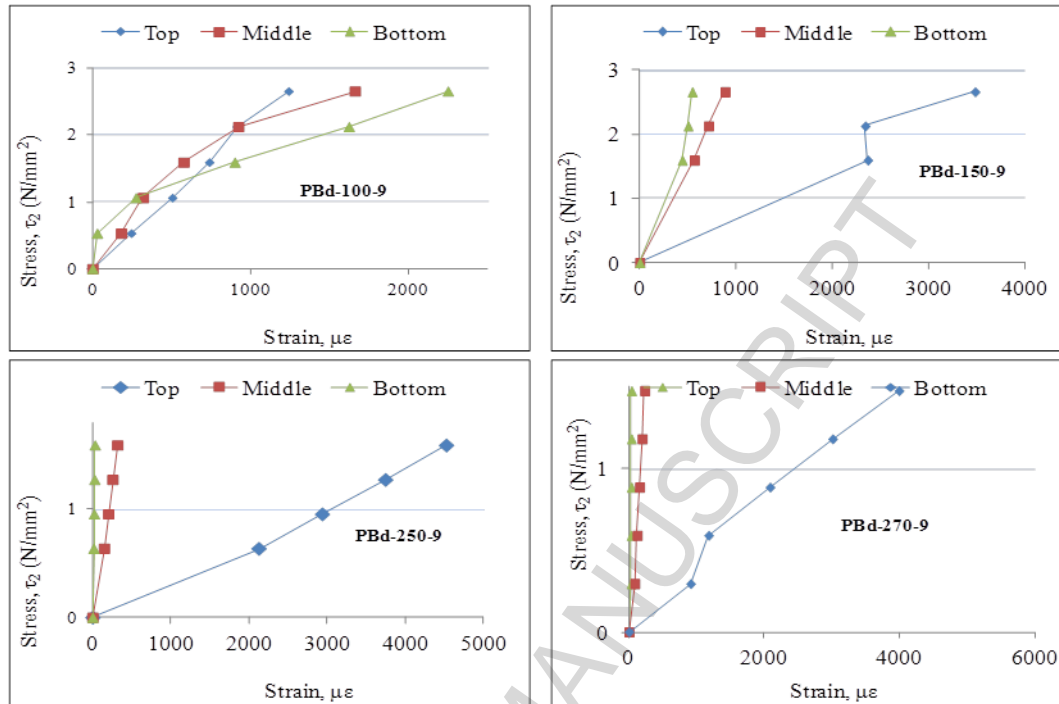 Top Middle Bottom
3
2
1
0
0 1000 2000
Stress, τ2 (N/mm²)
Strain, µε
PBd-100-9
Top Middle Bottom
3
2
1
0
0 1000 2000 3000 4000
Stress, τ2 (N/mm²)
Strain, µε
PBd-150-9
Top Middle Bottom
1
0
0 1000 2000 3000 4000 5000
Stress, τ2 (N/mm²)
Strain, µε
PBd-250-9
Top Middle Bottom
1
0
0 2000 4000 6000
Stress, τ2 (N/mm²)
Strain, µε
PBd-270-9
MANUSCRIPT